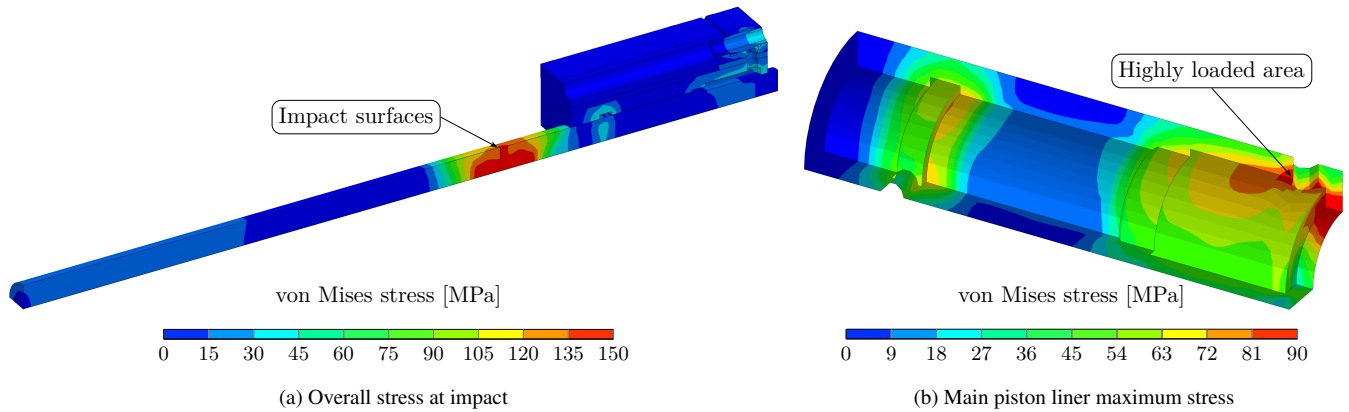 Impact surfaces
von Mises stress [MPa]
0 15 30 45 60 75 90 105 120 135 150
(a) Overall stress at impact
Highly loaded area
von Mises stress [MPa]
0 9 18 27 36 45 54 63 72 81 90
(b) Main piston liner maximum stress